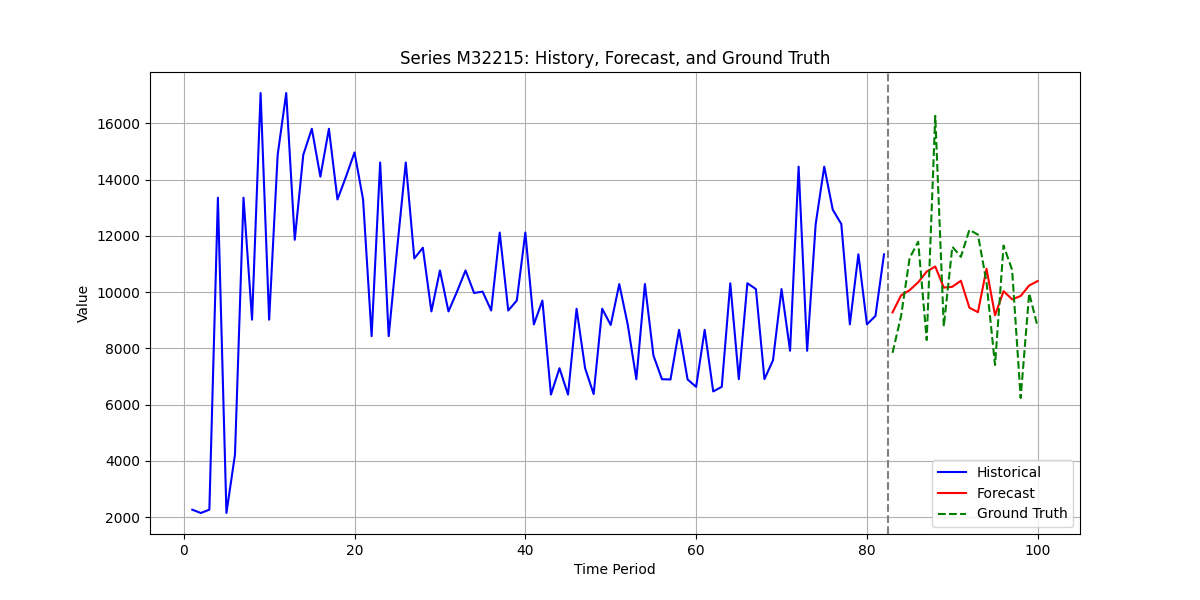 Series M32215: History, Forecast, and Ground Truth
Value
16000
14000
12000
10000
8000
6000
4000
2000
Historical
Forecast
Ground Truth
0 20 40 60 80 100
Time Period